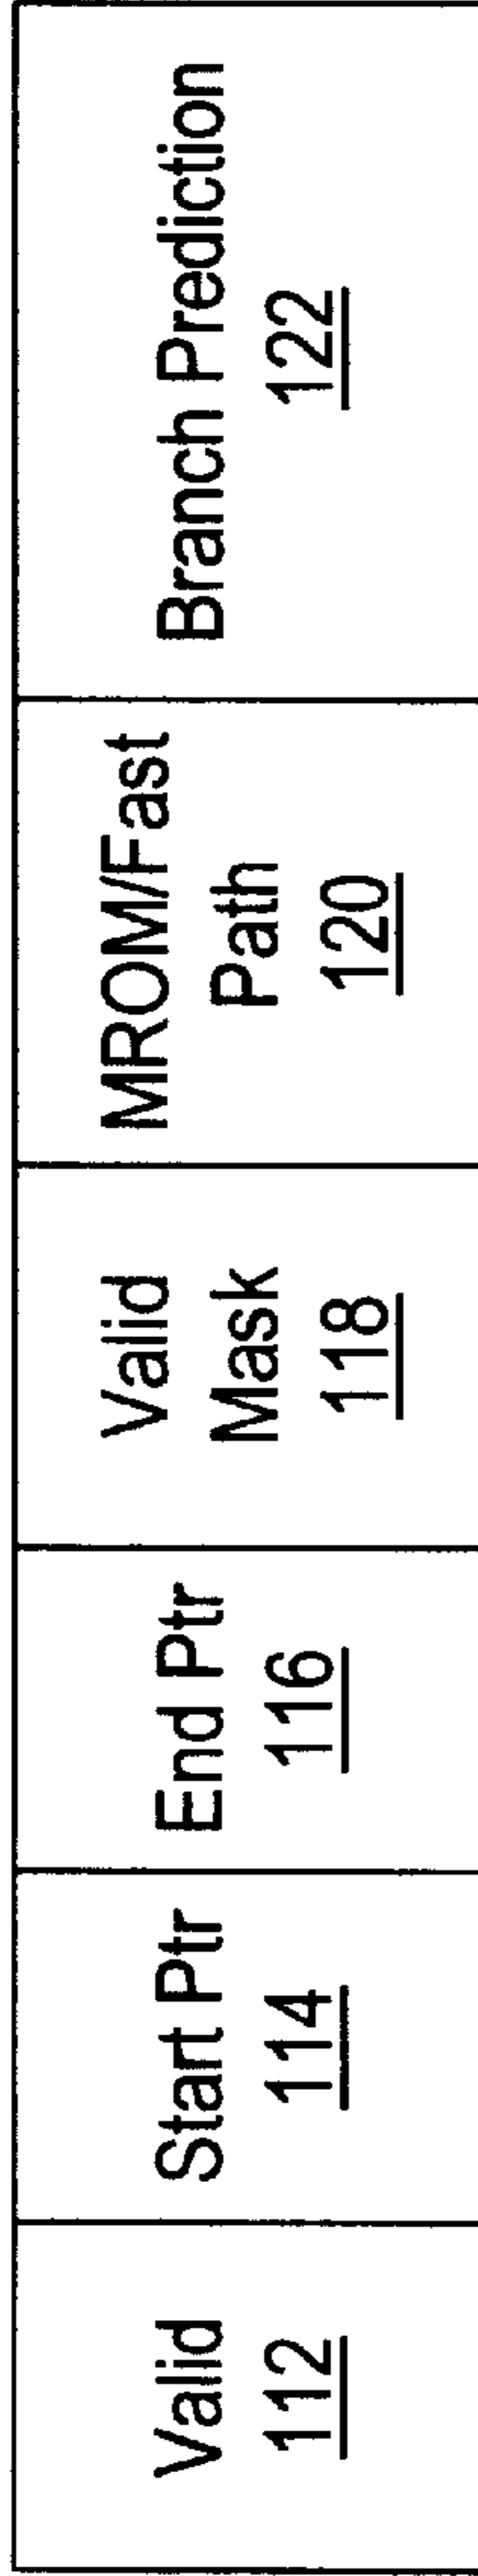 Valid
112
Start Ptr
114
End Ptr
116
Valid
Mask
118
MROM/Fast
Path
120
Branch Prediction
122